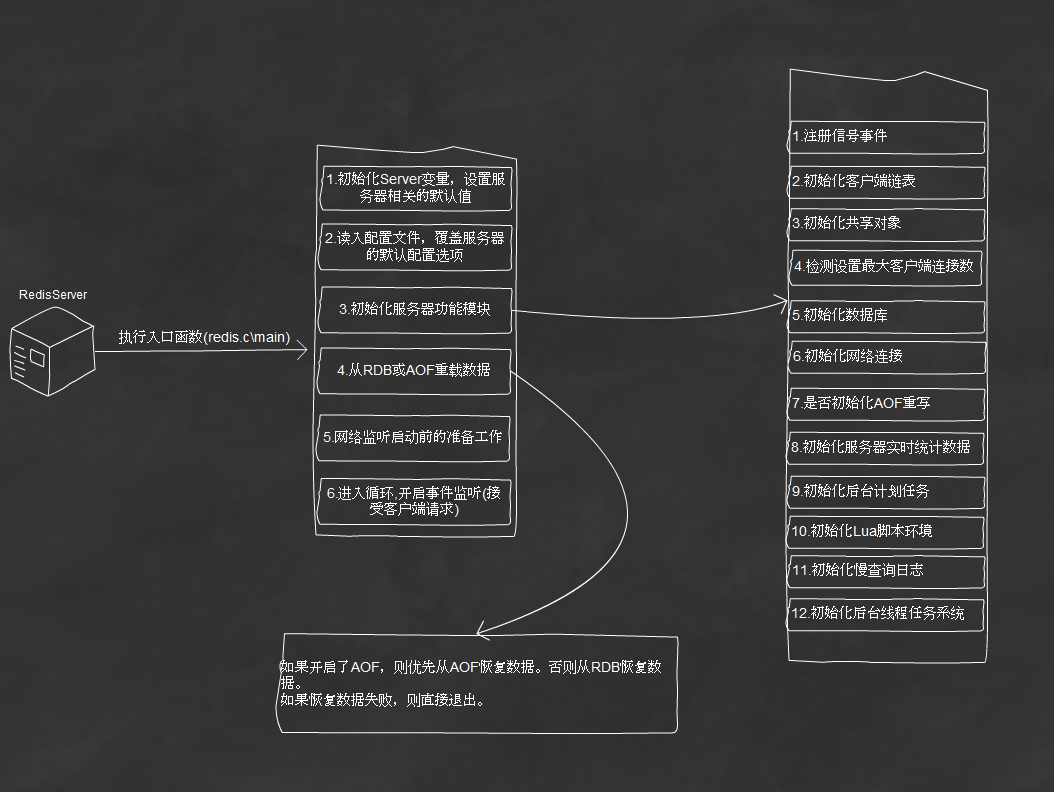 RedisServer
执行入口函数(redis.c\main)
1.初始化Server变量，设置服
务器相关的默认值
2.读入配置文件，覆盖服务器
的默认配置选项
3.初始化服务器功能模块
4.从RDB或AOF重载数据
5.网络监听启动前的准备工作
6.进入循环,开启事件监听(接
受客户端请求)
1.注册信号事件
2.初始化客户端链表
3.初始化共享对象
4.检测设置最大客户端连接数
5.初始化数据库
6.初始化网络连接
7.是否初始化AOF重写
8.初始化服务器实时统计数据
9.初始化后台计划任务
10.初始化Lua脚本环境
11.初始化慢查询日志
12.初始化后台线程任务系统
如果开启了AOF，则优先从AOF恢复数据。否则从RDB恢复数
据。
如果恢复数据失败，则直接退出。